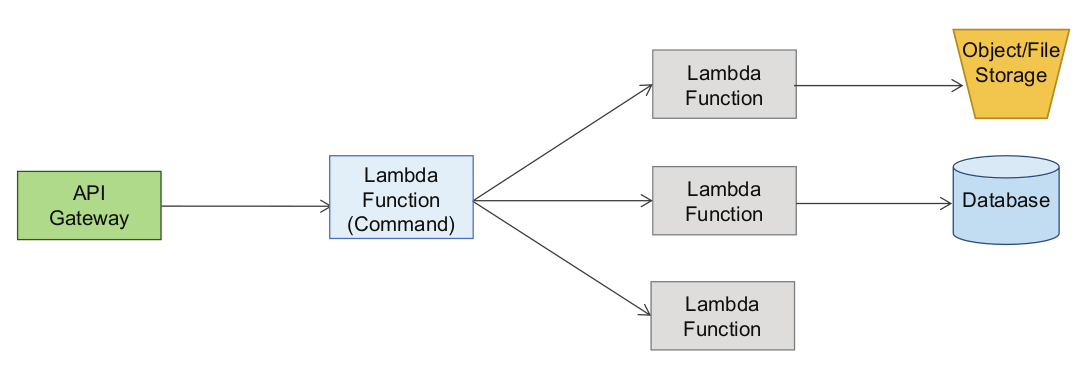 API
Gateway
Lambda
Function
(Command)
Lambda
Function
Lambda
Function
Lambda
Function
Object/File
Storage
Database